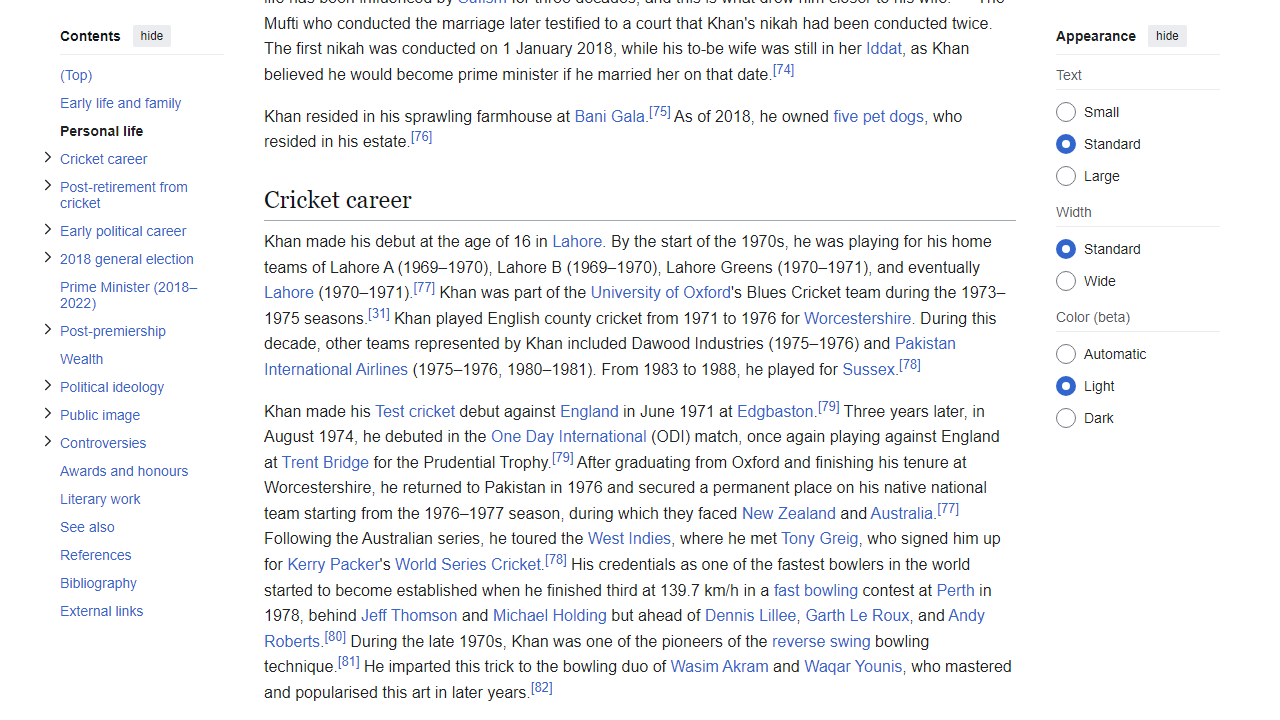 Contents hide
(Top)
Early life and family
Personal life
Cricket career
Post-retirement from
cricket
Early political career
2018 general election
Prime Minister (2018–
2022)
Post-premiership
Wealth
Political ideology
Public image
Controversies
Awards and honours
Literary work
See also
References
Bibliography
External links
Mufti who conducted the marriage later testified to a court that Khan's nikah had been conducted twice.
The first nikah was conducted on 1 January 2018, while his to-be wife was still in her Iddat, as Khan
believed he would become prime minister if he married her on that date.[74]
Khan resided in his sprawling farmhouse at Bani Gala.[75] As of 2018, he owned five pet dogs, who
resided in his estate.[76]
Cricket career
Khan made his debut at the age of 16 in Lahore. By the start of the 1970s, he was playing for his home
teams of Lahore A (1969–1970), Lahore B (1969–1970), Lahore Greens (1970–1971), and eventually
Lahore (1970–1971).[77] Khan was part of the University of Oxford's Blues Cricket team during the 1973–
1975 seasons.[31] Khan played English county cricket from 1971 to 1976 for Worcestershire. During this
decade, other teams represented by Khan included Dawood Industries (1975–1976) and Pakistan
International Airlines (1975–1976, 1980–1981). From 1983 to 1988, he played for Sussex.[78]
Khan made his Test cricket debut against England in June 1971 at Edgbaston.[79] Three years later, in
August 1974, he debuted in the One Day International (ODI) match, once again playing against England
at Trent Bridge for the Prudential Trophy.[79] After graduating from Oxford and finishing his tenure at
Worcestershire, he returned to Pakistan in 1976 and secured a permanent place on his native national
team starting from the 1976–1977 season, during which they faced New Zealand and Australia.[77]
Following the Australian series, he toured the West Indies, where he met Tony Greig, who signed him up
for Kerry Packer's World Series Cricket.[78] His credentials as one of the fastest bowlers in the world
started to become established when he finished third at 139.7 km/h in a fast bowling contest at Perth in
1978, behind Jeff Thomson and Michael Holding but ahead of Dennis Lillee, Garth Le Roux, and Andy
Roberts.[80] During the late 1970s, Khan was one of the pioneers of the reverse swing bowling
technique.[81] He imparted this trick to the bowling duo of Wasim Akram and Waqar Younis, who mastered
and popularised this art in later years.[82]
Appearance hide
Text
Small
Standard
Large
Width
Standard
Wide
Color (beta)
Automatic
Light
Dark